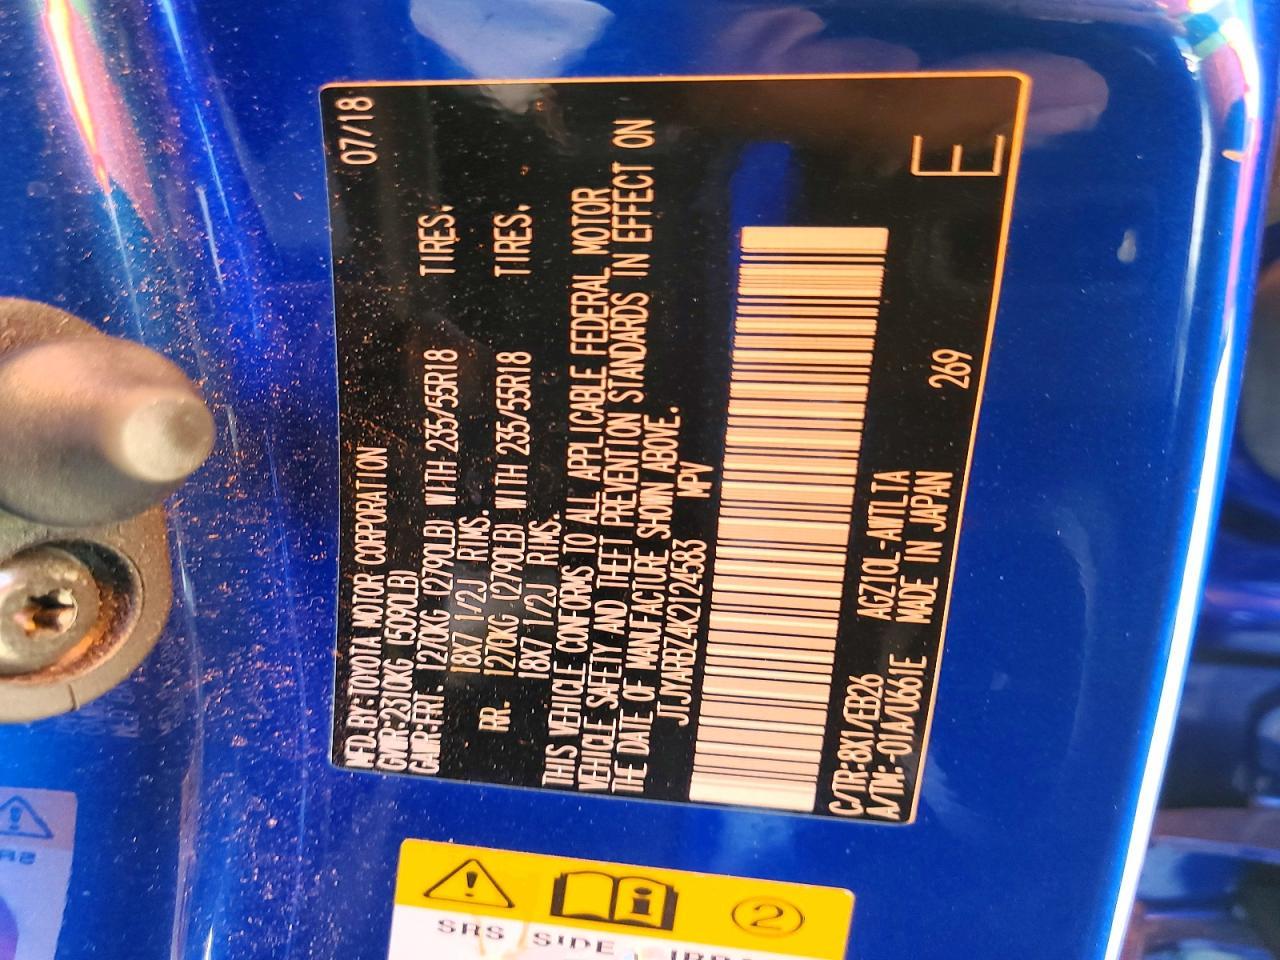 MFD.BY:TOYOTA MOTOR CORPORATION 07/18
GVWR:2310KG (5090LB)
GAWR:FRT. 1270KG (2790LB) WITH 235/55R18 TIRES.
18X7 1/2J RIMS.
RR. 1270KG (2790LB) WITH 235/55R18 TIRES.
18X7 1/2J RIMS.
THIS VEHICLE CONFORMS TO ALL APPLICABLE FEDERAL MOTOR
VEHICLE SAFETY AND THEFT PREVENTION STANDARDS IN EFFECT ON
THE DATE OF MANUFACTURE SHOWN ABOVE.
JTJYARBZ4K2124583 MPV
C/TR:8X1/EB26 AGZ10L-AWTLTA
A/TM:-01A/U661E MADE IN JAPAN 269
E
2
SRS SIDE